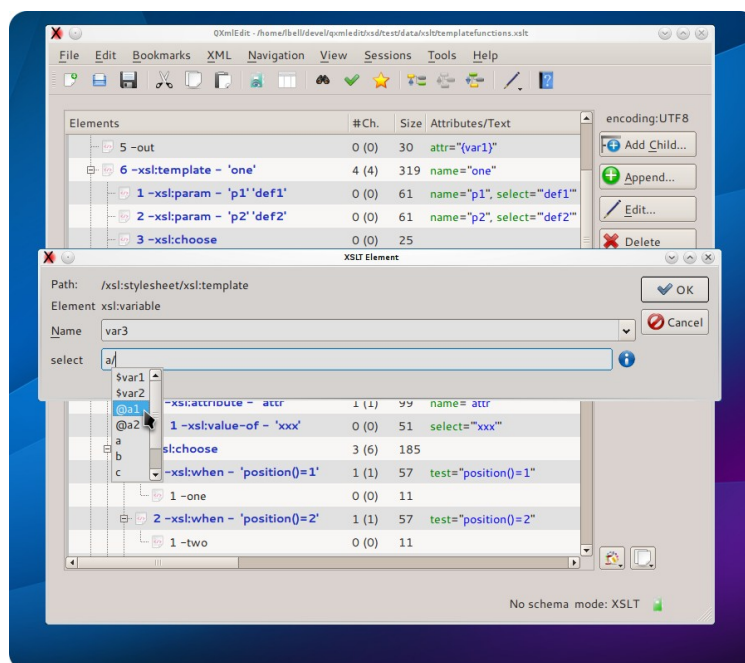 QXmlEdit - /home/lbell/devel/qxmledit/xsd/test/data/xslt/templatefunctions.xslt
File Edit Bookmarks XML Navigation View Sessions Tools Help
Elements #Ch. Size Attributes/Text encoding:UTF8
5 -out 0 (0) 30 attr="{var1}" Add Child...
6 -xsl:template - 'one' 4 (4) 319 name="one"
Append...
1 -xsl:param - 'p1' 'def1' 0 (0) 61 name="p1", select="'def1'"
2 -xsl:param - 'p2' 'def2' 0 (0) 61 name="p2", select="'def2'" Edit...
3 -xsl:choose 0 (0) 25 Delete
XSLT Element
Path: /xsl:stylesheet/xsl:template OK
Element xsl:variable
Name var3 Cancel
select a/
$var1
$var2
@a1
@a2
a
b
c
-xsl:attribute - 'attr' 1 (1) 99 name="attr"
1 -xsl:value-of - 'xxx' 0 (0) 51 select="'xxx'"
sl:choose 3 (6) 185
-xsl:when - 'position()=1' 1 (1) 57 test="position()=1"
1 -one 0 (0) 11
2 -xsl:when - 'position()=2' 1 (1) 57 test="position()=2"
1 -two 0 (0) 11
No schema mode: XSLT